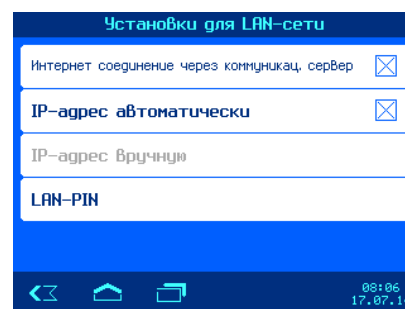 Установки для LAN-сети
Интернет соединение через коммуникац. сервер
IP-адрес автоматически
IP-адрес вручную
LAN-PIN
08:06